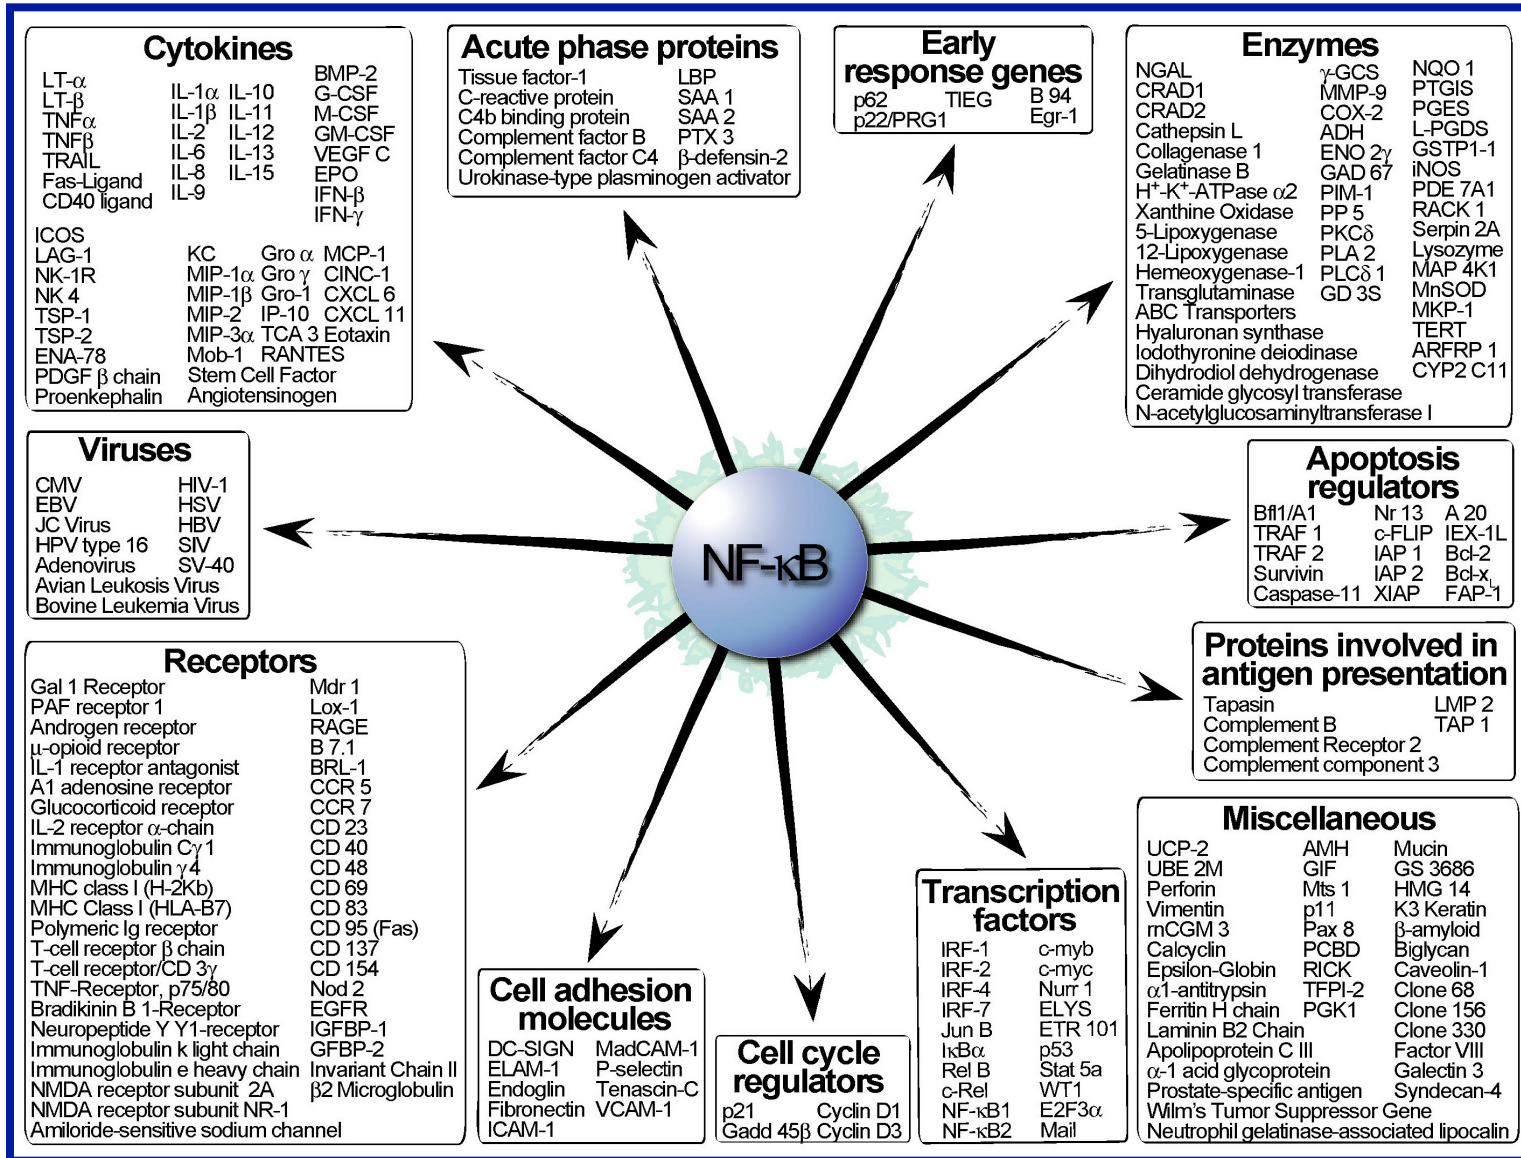 Cytokines
LT-α
LT-β
TNFα
TNFβ
TRAIL
Fas-Ligand
CD40 ligand
IL-1α IL-10
IL-1β IL-11
IL-2 IL-12
IL-6 IL-13
IL-8 IL-15
IL-9
BMP-2
G-CSF
M-CSF
GM-CSF
VEGF C
EPO
IFN-β
IFN-γ
ICOS
LAG-1
NK-1R
NK 4
TSP-1
TSP-2
ENA-78
PDGF β chain
Proenkephalin
KC Gro α MCP-1
MIP-1α Gro γ CINC-1
MIP-1β Gro-1 CXCL 6
MIP-2 IP-10 CXCL 11
MIP-3α TCA 3 Eotaxin
Mob-1 RANTES
Stem Cell Factor
Angiotensinogen
Acute phase proteins
Tissue factor-1 LBP
C-reactive protein SAA 1
C4b binding protein SAA 2
Complement factor B PTX 3
Complement factor C4 β-defensin-2
Urokinase-type plasminogen activator
Early
response genes
p62 TIEG B 94
p22/PRG1 Egr-1
Enzymes
NGAL
CRAD1
CRAD2
Cathepsin L
Collagenase 1
Gelatinase B
H+-K+-ATPase α2
Xanthine Oxidase
5-Lipoxygenase
12-Lipoxygenase
Hemeoxygenase-1
Transglutaminase
ABC Transporters
Hyaluronan synthase
Iodothyronine deiodinase
Dihydrodiol dehydrogenase
Ceramide glycosyl transferase
N-acetylglucosaminyltransferase I
γ-GCS
MMP-9
COX-2
ADH
ENO 2γ
GAD 67
PIM-1
PP 5
PKCδ
PLA 2
PLCδ 1
GD 3S
NQO 1
PTGIS
PGES
L-PGDS
GSTP1-1
iNOS
PDE 7A1
RACK 1
Serpin 2A
Lysozyme
MAP 4K1
MnSOD
MKP-1
TERT
ARFRP 1
CYP2 C11
Viruses
CMV HIV-1
EBV HSV
JC Virus HBV
HPV type 16 SIV
Adenovirus SV-40
Avian Leukosis Virus
Bovine Leukemia Virus
NF-κB
Apoptosis
regulators
Bfl1/A1 Nr 13 A 20
TRAF 1 c-FLIP IEX-1L
TRAF 2 IAP 1 Bcl-2
Survivin IAP 2 Bcl-xL
Caspase-11 XIAP FAP-1
Proteins involved in
antigen presentation
Tapasin LMP 2
Complement B TAP 1
Complement Receptor 2
Complement component 3
Receptors
Gal 1 Receptor Mdr 1
PAF receptor 1 Lox-1
Androgen receptor RAGE
μ-opioid receptor B 7.1
IL-1 receptor antagonist BRL-1
A1 adenosine receptor CCR 5
Glucocorticoid receptor CCR 7
IL-2 receptor α-chain CD 23
Immunoglobulin Cγ1 CD 40
Immunoglobulin γ4 CD 48
MHC class I (H-2Kb) CD 69
MHC Class I (HLA-B7) CD 83
Polymeric Ig receptor CD 95 (Fas)
T-cell receptor β chain CD 137
T-cell receptor/CD 3γ CD 154
TNF-Receptor, p75/80 Nod 2
Bradikinin B 1-Receptor EGFR
Neuropeptide Y Y1-receptor IGFBP-1
Immunoglobulin k light chain GFBP-2
Immunoglobulin e heavy chain Invariant Chain II
NMDA receptor subunit 2A β2 Microglobulin
NMDA receptor subunit NR-1
Amiloride-sensitive sodium channel
Cell adhesion
molecules
DC-SIGN MadCAM-1
ELAM-1 P-selectin
Endoglin Tenascin-C
Fibronectin VCAM-1
ICAM-1
Cell cycle
regulators
p21 Cyclin D1
Gadd 45β Cyclin D3
Transcription
factors
IRF-1 c-myb
IRF-2 c-myc
IRF-4 Nurr 1
IRF-7 ELYS
Jun B ETR 101
IκBα p53
Rel B Stat 5a
c-Rel WT1
NF-κB1 E2F3α
NF-κB2 Mail
Miscellaneous
UCP-2 AMH Mucin
UBE 2M GIF GS 3686
Perforin Mts 1 HMG 14
Vimentin p11 K3 Keratin
rnCGM 3 Pax 8 β-amyloid
Calcyclin PCBD Biglycan
Epsilon-Globin RICK Caveolin-1
α1-antitrypsin TFPI-2 Clone 68
Ferritin H chain PGK1 Clone 156
Laminin B2 Chain Clone 330
Apolipoprotein C III Factor VIII
α-1 acid glycoprotein Galectin 3
Prostate-specific antigen Syndecan-4
Wilm's Tumor Suppressor Gene
Neutrophil gelatinase-associated lipocalin